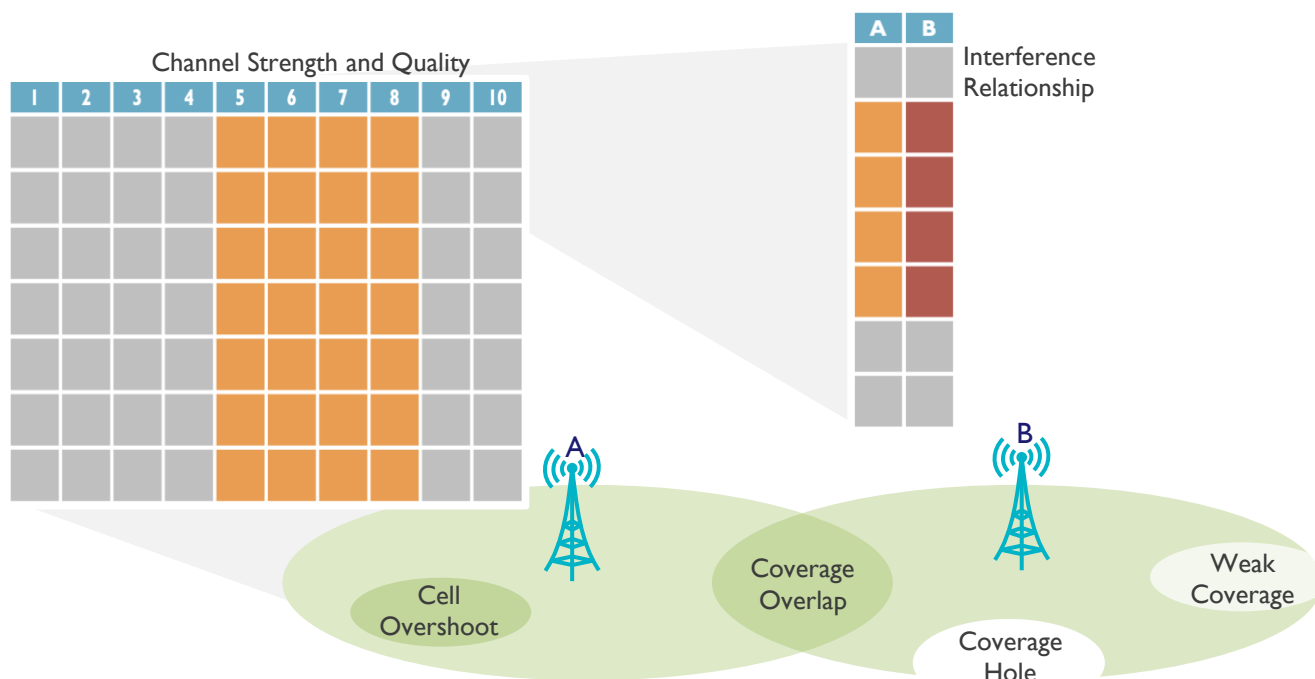 A B
Interference
Relationship
Channel Strength and Quality
1 2 3 4 5 6 7 8 9 10
A
B
Cell
Overshoot
Coverage
Overlap
Weak
Coverage
Coverage
Hole